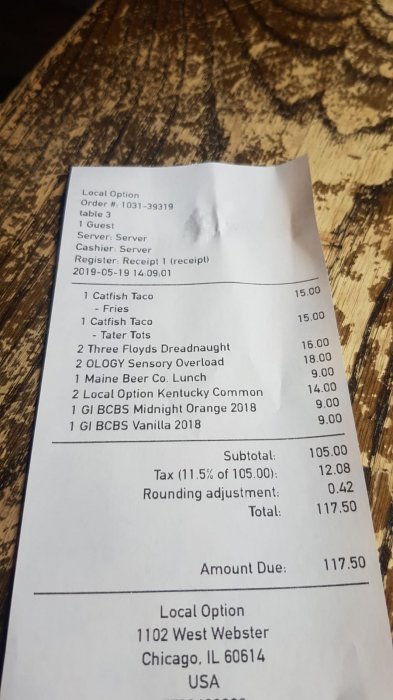 Local Option
Order #: 1031-39319
table 3
1 Guest
Server: Server
Cashier: Server
Register: Receipt 1 (receipt)
2019-05-19 14:09:01
1 Catfish Taco 15.00
- Fries
1 Catfish Taco 15.00
- Tater Tots
2 Three Floyds Dreadnaught 16.00
2 OLOGY Sensory Overload 18.00
1 Maine Beer Co. Lunch 9.00
2 Local Option Kentucky Common 14.00
1 GI BCBS Midnight Orange 2018 9.00
1 GI BCBS Vanilla 2018 9.00
Subtotal: 105.00
Tax (11.5% of 105.00): 12.08
Rounding adjustment: 0.42
Total: 117.50
Amount Due: 117.50
Local Option
1102 West Webster
Chicago, IL 60614
USA